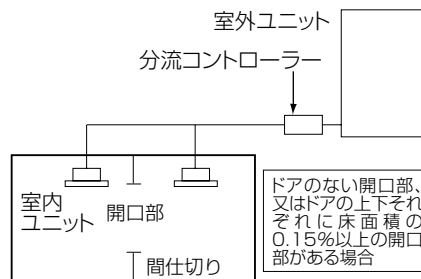 室外ユニット
分流コントローラー
室内
ユニット
開口部
間仕切り
ドアのない開口部、
又はドアの上下それ
ぞれに床面積の
0.15%以上の開口
部がある場合